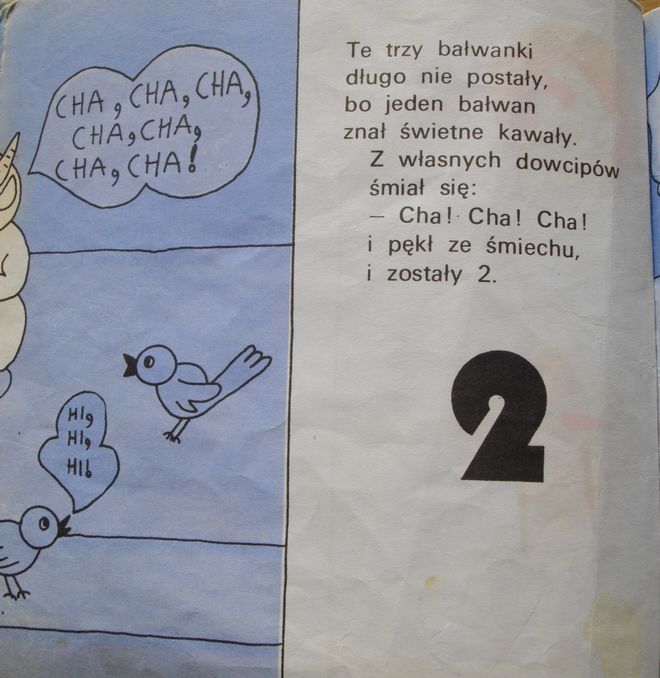 CHA, CHA, CHA,
CHA, CHA,
CHA, CHA!
HI,
HI,
HI!
Te trzy bałwanki
długo nie postały,
bo jeden bałwan
znał świetne kawały.
Z własnych dowcipów
śmiał się:
— Cha! Cha! Cha!
i pękł ze śmiechu,
i zostały 2.
2